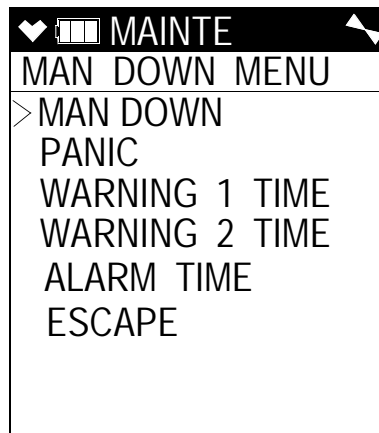 MAINTE
MAN DOWN MENU
>MAN DOWN
PANIC
WARNING 1 TIME
WARNING 2 TIME
ALARM TIME
ESCAPE